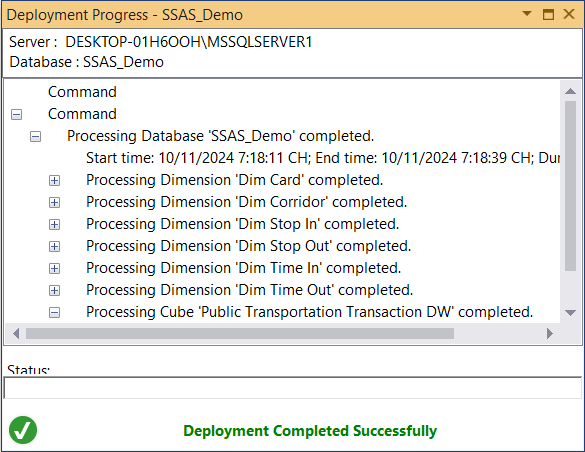 Deployment Progress - SSAS_Demo
Server : DESKTOP-01H6OOH\MSSQLSERVER1
Database : SSAS_Demo
Command
Command
Processing Database 'SSAS_Demo' completed.
Start time: 10/11/2024 7:18:11 CH; End time: 10/11/2024 7:18:39 CH;
Processing Dimension 'Dim Card' completed.
Processing Dimension 'Dim Corridor' completed.
Processing Dimension 'Dim Stop In' completed.
Processing Dimension 'Dim Stop Out' completed.
Processing Dimension 'Dim Time In' completed.
Processing Dimension 'Dim Time Out' completed.
Processing Cube 'Public Transportation Transaction DW' completed.
Status:
Deployment Completed Successfully